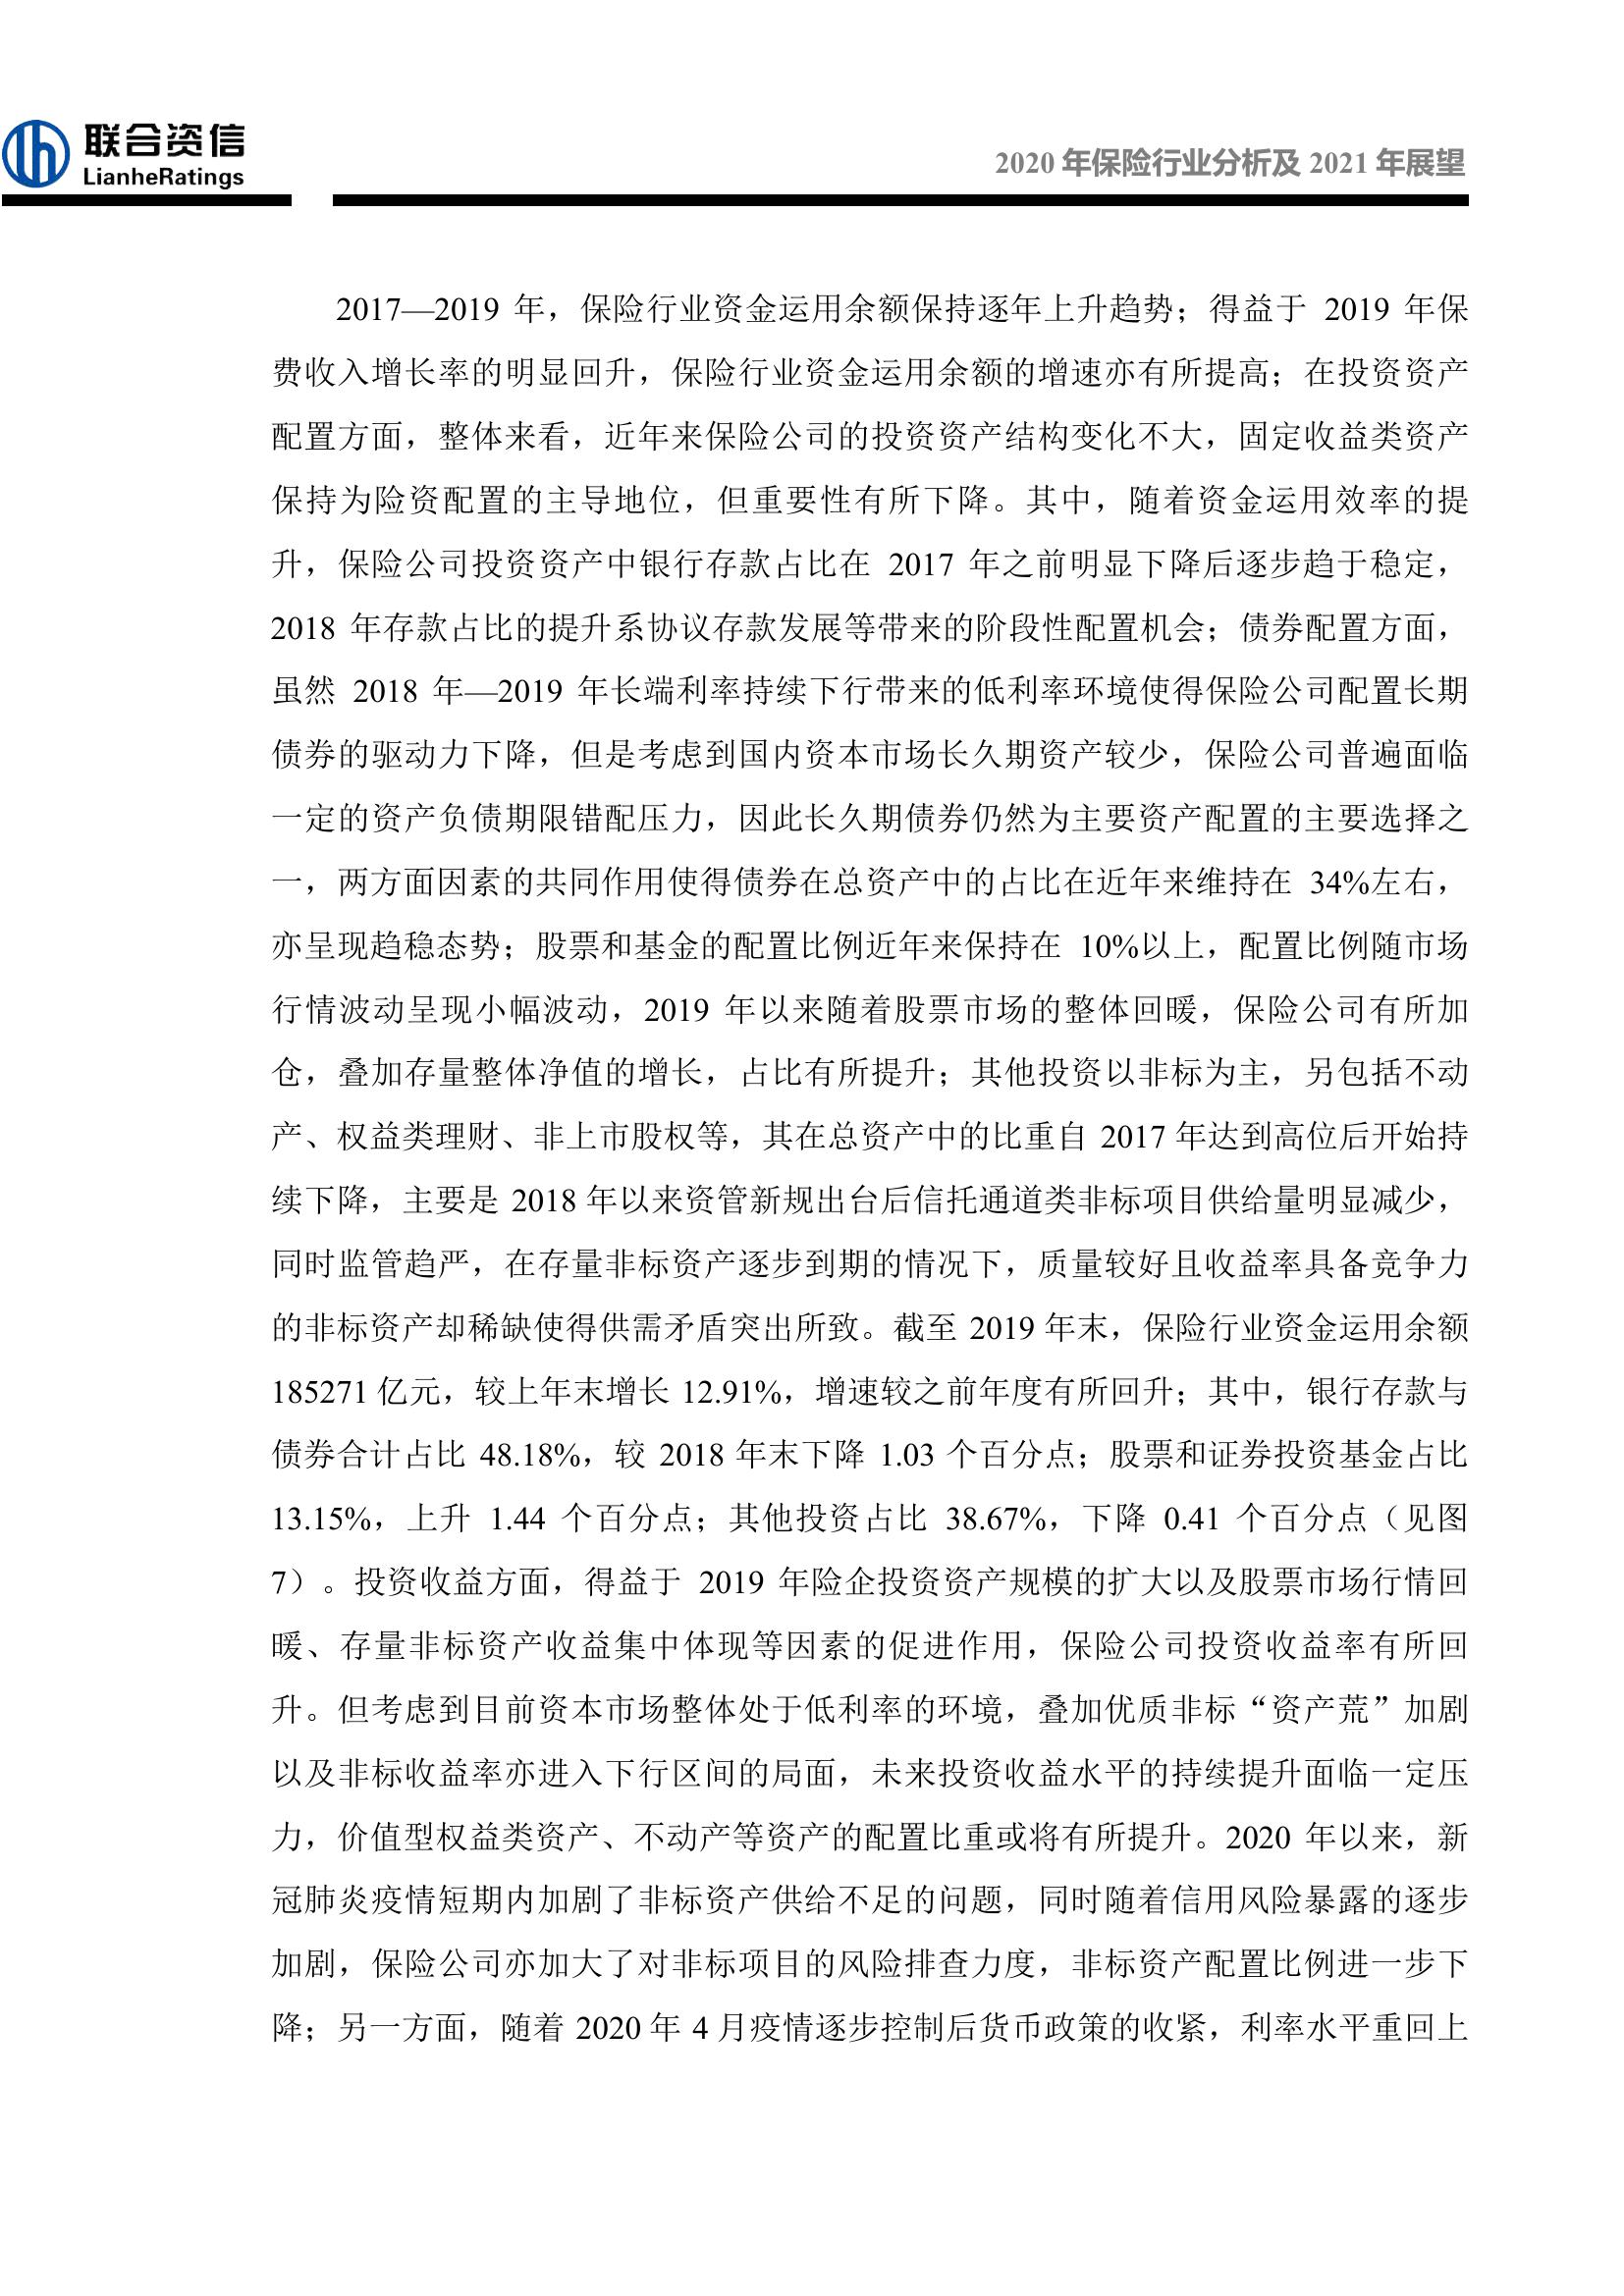 联合资信
LianheRatings
2020 年保险行业分析及 2021 年展望
2017—2019 年，保险行业资金运用余额保持逐年上升趋势；得益于 2019 年保
费收入增长率的明显回升，保险行业资金运用余额的增速亦有所提高；在投资资产
配置方面，整体来看，近年来保险公司的投资资产结构变化不大，固定收益类资产
保持为险资配置的主导地位，但重要性有所下降。其中，随着资金运用效率的提
升，保险公司投资资产中银行存款占比在 2017 年之前明显下降后逐步趋于稳定，
2018 年存款占比的提升系协议存款发展等带来的阶段性配置机会；债券配置方面，
虽然 2018 年—2019 年长端利率持续下行带来的低利率环境使得保险公司配置长期
债券的驱动力下降，但是考虑到国内资本市场长久期资产较少，保险公司普遍面临
一定的资产负债期限错配压力，因此长久期债券仍然为主要资产配置的主要选择之
一，两方面因素的共同作用使得债券在总资产中的占比在近年来维持在 34%左右，
亦呈现趋稳态势；股票和基金的配置比例近年来保持在 10%以上，配置比例随市场
行情波动呈现小幅波动，2019 年以来随着股票市场的整体回暖，保险公司有所加
仓，叠加存量整体净值的增长，占比有所提升；其他投资以非标为主，另包括不动
产、权益类理财、非上市股权等，其在总资产中的比重自 2017 年达到高位后开始持
续下降，主要是 2018 年以来资管新规出台后信托通道类非标项目供给量明显减少，
同时监管趋严，在存量非标资产逐步到期的情况下，质量较好且收益率具备竞争力
的非标资产却稀缺使得供需矛盾突出所致。截至 2019 年末，保险行业资金运用余额
185271 亿元，较上年末增长 12.91%，增速较之前年度有所回升；其中，银行存款与
债券合计占比 48.18%，较 2018 年末下降 1.03 个百分点；股票和证券投资基金占比
13.15%，上升 1.44 个百分点；其他投资占比 38.67%，下降 0.41 个百分点（见图
7）。投资收益方面，得益于 2019 年险企投资资产规模的扩大以及股票市场行情回
暖、存量非标资产收益集中体现等因素的促进作用，保险公司投资收益率有所回
升。但考虑到目前资本市场整体处于低利率的环境，叠加优质非标“资产荒”加剧
以及非标收益率亦进入下行区间的局面，未来投资收益水平的持续提升面临一定压
力，价值型权益类资产、不动产等资产的配置比重或将有所提升。2020 年以来，新
冠肺炎疫情短期内加剧了非标资产供给不足的问题，同时随着信用风险暴露的逐步
加剧，保险公司亦加大了对非标项目的风险排查力度，非标资产配置比例进一步下
降；另一方面，随着 2020 年 4 月疫情逐步控制后货币政策的收紧，利率水平重回上